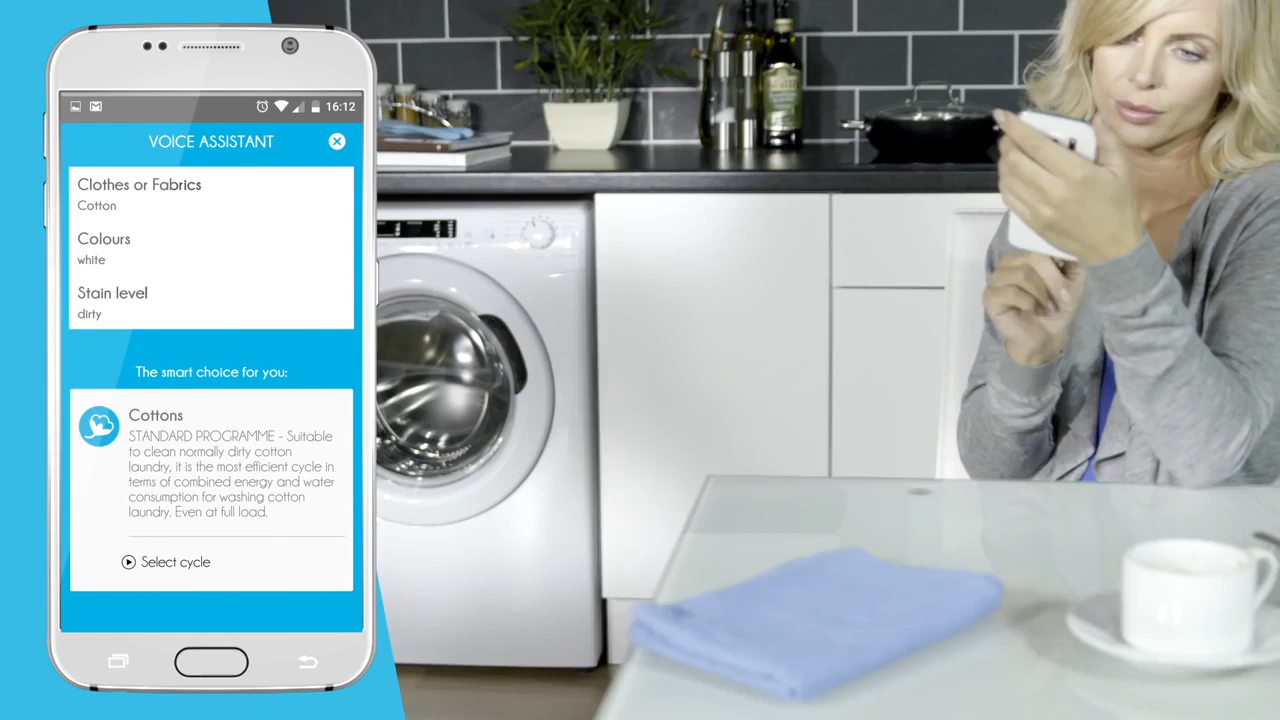 16:12
VOICE ASSISTANT
Clothes or Fabrics
Cotton
Colours
white
Stain level
dirty
The smart choice for you:
Cottons
STANDARD PROGRAMME - Suitable
to clean normally dirty cotton
laundry, it is the most efficient cycle in
terms of combined energy and water
consumption for washing cotton
laundry. Even at full load.
Select cycle